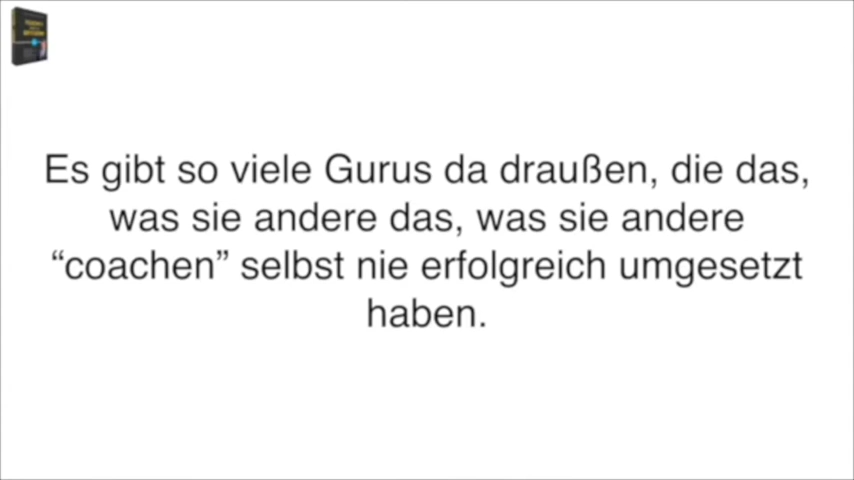 Es gibt so viele Gurus da draußen, die das,
was sie andere das, was sie andere
“coachen” selbst nie erfolgreich umgesetzt
haben.